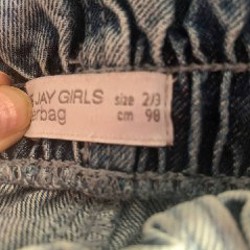 JAY GIRLS size 2/3
erbag cm 98